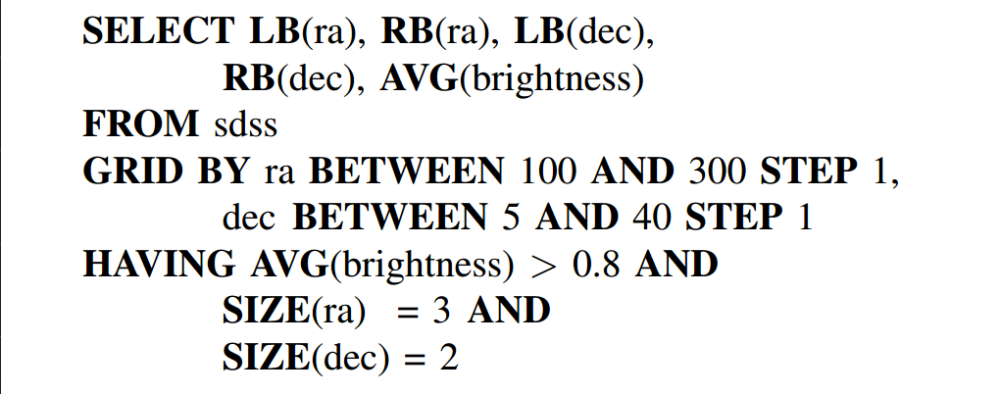 SELECT LB(ra), RB(ra), LB(dec),
RB(dec), AVG(brightness)
FROM sdss
GRID BY ra BETWEEN 100 AND 300 STEP 1,
dec BETWEEN 5 AND 40 STEP 1
HAVING AVG(brightness) > 0.8 AND
SIZE(ra) = 3 AND
SIZE(dec) = 2